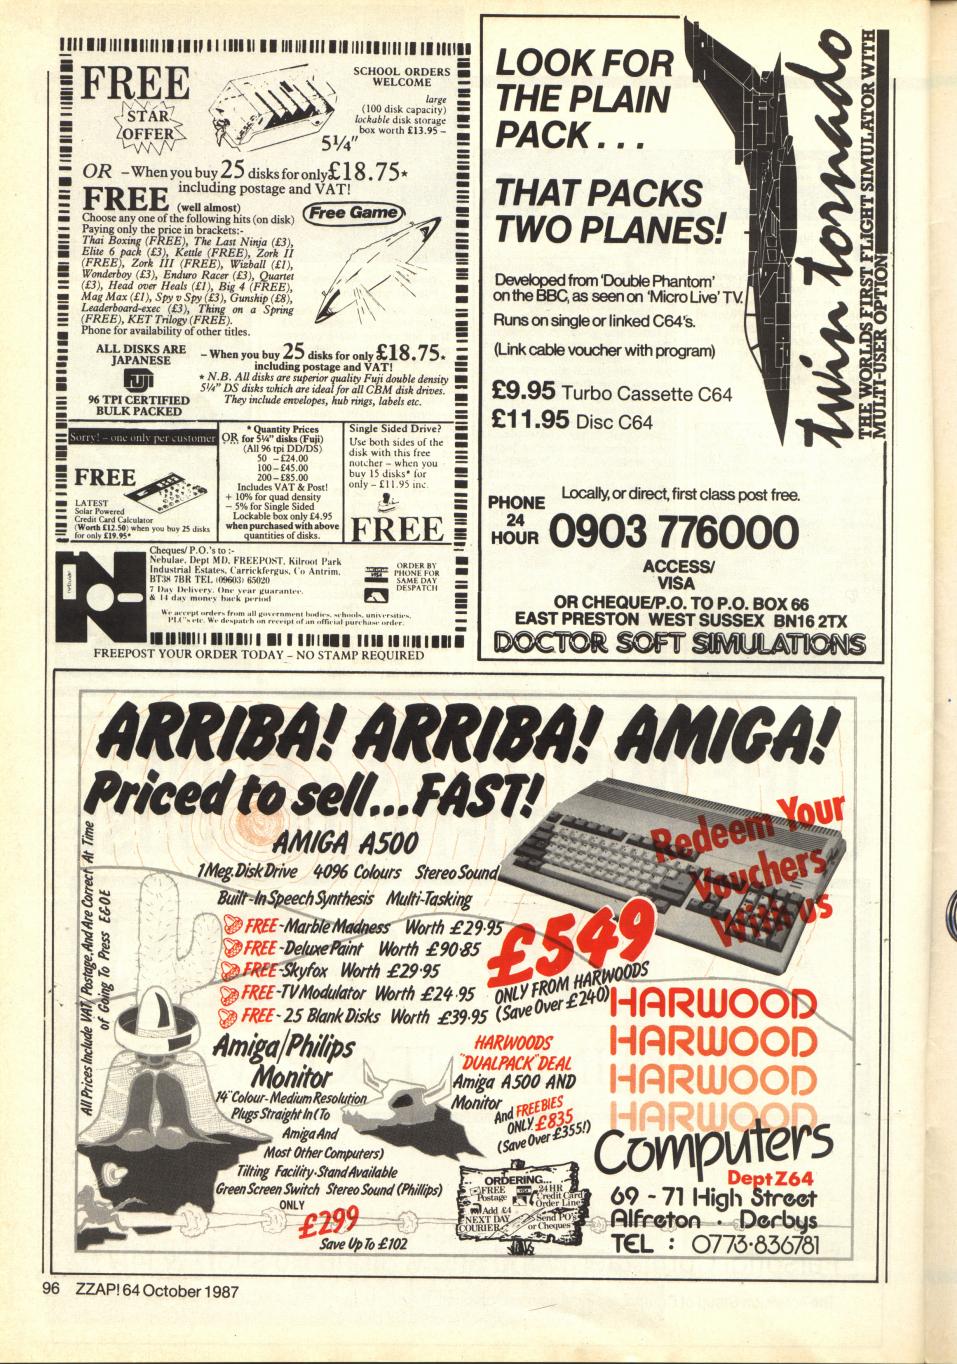 FREE
STAR
OFFER
SCHOOL ORDERS
WELCOME
large
(100 disk capacity)
lockable disk storage
box worth £13.95 –
5¼"
OR – When you buy 25 disks for only £18.75*
including postage and VAT!
FREE (well almost)
Choose any one of the following hits (on disk)
Paying only the price in brackets:-
Thai Boxing (FREE), The Last Ninja (£3),
Elite 6 pack (£3), Kettle (FREE), Zork II
(FREE), Zork III (FREE), Wizball (£1),
Wonderboy (£3), Enduro Racer (£3), Quartet
(£3), Head over Heals (£1), Big 4 (FREE),
Mag Max (£1), Spy v Spy (£3), Gunship (£8),
Leaderboard-exec (£3), Thing on a Spring
(FREE), KET Trilogy (FREE).
Phone for availability of other titles.
Free Game
ALL DISKS ARE
JAPANESE
FUJI
96 TPI CERTIFIED
BULK PACKED
– When you buy 25 disks for only £18.75*
including postage and VAT!
* N.B. All disks are superior quality Fuji double density
5¼" DS disks which are ideal for all CBM disk drives.
They include envelopes, hub rings, labels etc.
Sorry! – one only per customer
FREE
LATEST
Solar Powered
Credit Card Calculator
(Worth £12.50) when you buy 25 disks
for only £19.95*
* Quantity Prices
OR for 5¼" disks (Fuji)
(All 96 tpi DD/DS)
50 – £24.00
100 – £45.00
200 – £85.00
Includes VAT & Post!
+ 10% for quad density
– 5% for Single Sided
Lockable box only £4.95
when purchased with above
quantities of disks.
Single Sided Drive?
Use both sides of the
disk with this free
notcher – when you
buy 15 disks* for
only – £11.95 inc.
FREE
Cheques/ P.O.'s to :-
Nebulae, Dept MD, FREEPOST, Kilroot Park
Industrial Estates, Carrickfergus, Co Antrim,
BT38 7BR TEL (09603) 65020
7 Day Delivery. One year guarantee.
& 14 day money back period
ORDER BY
PHONE FOR
SAME DAY
DESPATCH
We accept orders from all government bodies, schools, universities,
PLC's etc. We despatch on receipt of an official purchase order.
FREEPOST YOUR ORDER TODAY – NO STAMP REQUIRED
LOOK FOR
THE PLAIN
PACK . . .
THAT PACKS
TWO PLANES!
Developed from 'Double Phantom'
on the BBC, as seen on 'Micro Live' TV.
Runs on single or linked C64's.
(Link cable voucher with program)
£9.95 Turbo Cassette C64
£11.95 Disc C64
twin tornado
THE WORLDS FIRST FLIGHT SIMULATOR WITH
MULTI-USER OPTION
Locally, or direct, first class post free.
PHONE
24
HOUR
0903 776000
ACCESS/
VISA
OR CHEQUE/P.O. TO P.O. BOX 66
EAST PRESTON WEST SUSSEX BN16 2TX
DOCTOR SOFT SIMULATIONS
ARRIBA! ARRIBA! AMIGA!
Priced to sell...FAST!
AMIGA A500
1 Meg. Disk Drive 4096 Colours Stereo Sound
Built-In Speech Synthesis Multi-Tasking
FREE-Marble Madness Worth £29·95
FREE-Deluxe Paint Worth £90·85
FREE-Skyfox Worth £29·95
FREE-TV Modulator Worth £24·95
FREE-25 Blank Disks Worth £39·95
Redeem Your
Vouchers
With us
£549
ONLY FROM HARWOODS
(Save Over £240)
All Prices Include VAT, Postage, And Are Correct At Time
of Going To Press E&OE
Amiga/Philips
Monitor
14" Colour-Medium Resolution
Plugs Straight In (To
Amiga And
Most Other Computers)
Tilting Facility-Stand Available
Green Screen Switch Stereo Sound (Phillips)
ONLY
£299
Save Up To £102
HARWOODS
"DUALPACK" DEAL
Amiga A500 AND
Monitor
And FREEBIES
ONLY £835
(Save Over £355!)
ORDERING...
FREE
Postage
24 HR
Credit Card
Order Line
Add £4
NEXT DAY
COURIER
Send PO's
or Cheques
HARWOOD
HARWOOD
HARWOOD
HARWOOD
Computers
Dept Z64
69 - 71 High Street
Alfreton · Derbys
TEL : 0773·836781
96 ZZAP! 64 October 1987